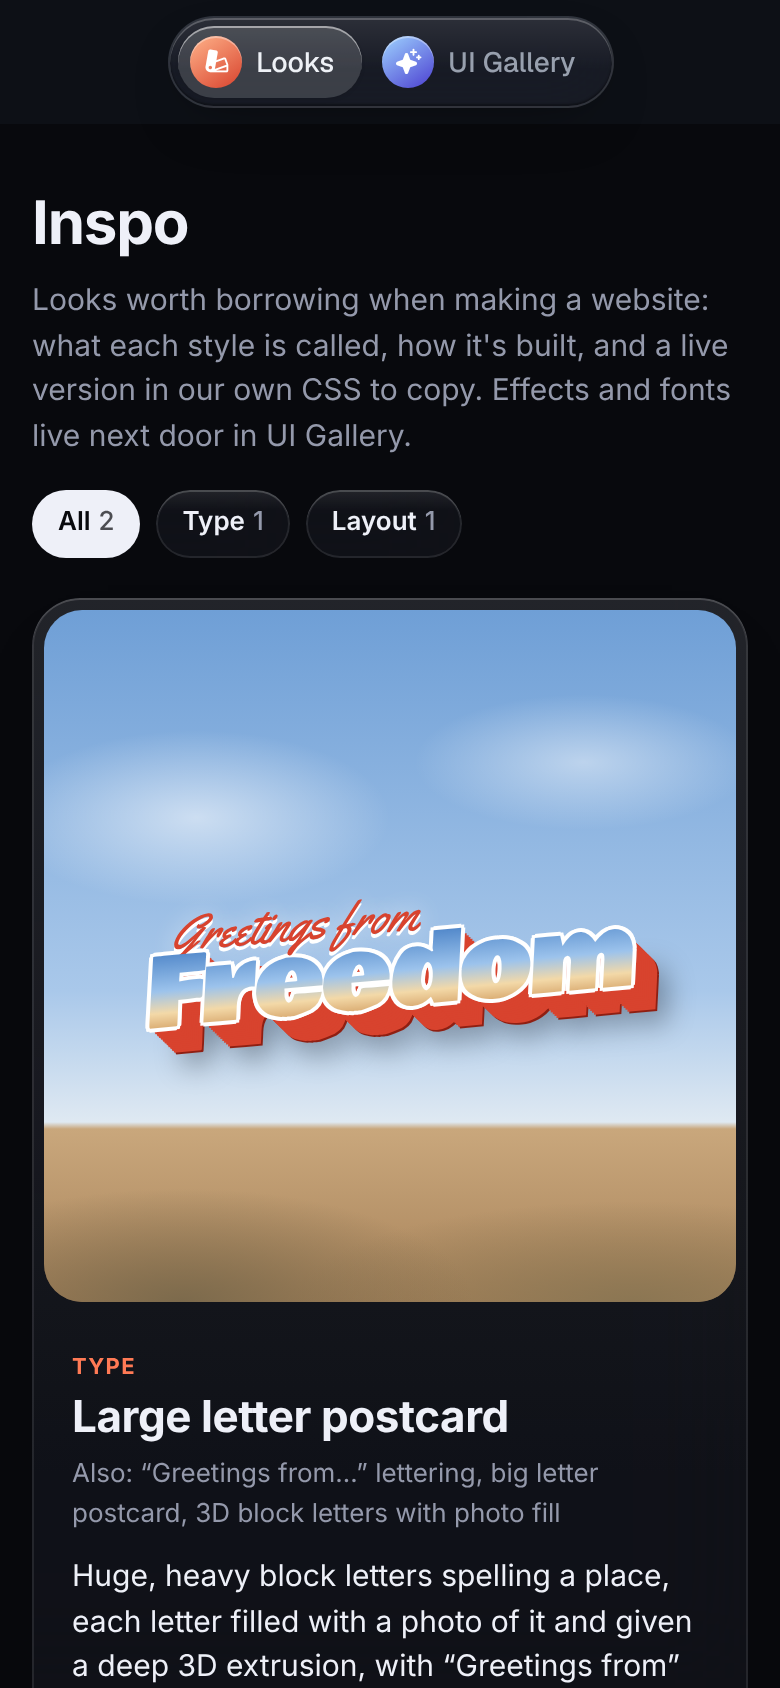 Looks
UI Gallery
Inspo
Looks worth borrowing when making a website:
what each style is called, how it's built, and a live
version in our own CSS to copy. Effects and fonts
live next door in UI Gallery.
All 2
Type 1
Layout 1
Greetings from
Freedom
TYPE
Large letter postcard
Also: “Greetings from…” lettering, big letter
postcard, 3D block letters with photo fill
Huge, heavy block letters spelling a place,
each letter filled with a photo of it and given
a deep 3D extrusion, with “Greetings from”